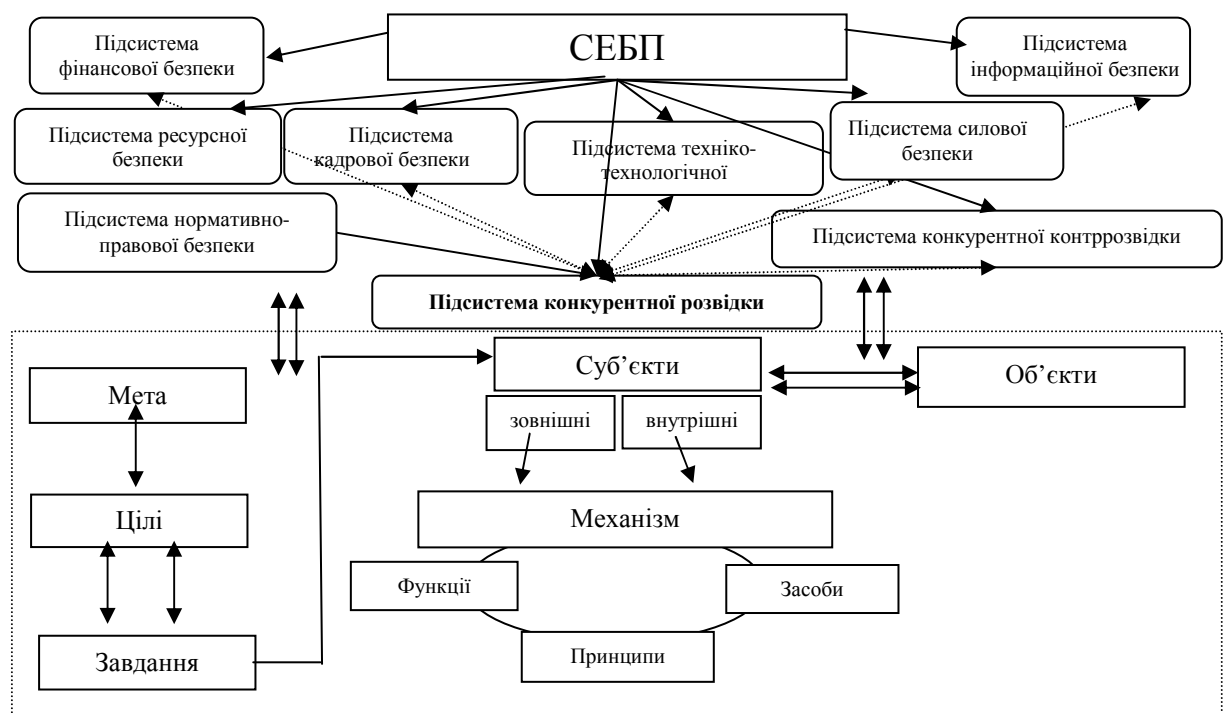 СЕБП
Підсистема
фінансової безпеки
Підсистема
інформаційної безпеки
Підсистема ресурсної
безпеки
Підсистема
кадрової безпеки
Підсистема техніко-
технологічної
Підсистема силової
безпеки
Підсистема нормативно-
правової безпеки
Підсистема конкурентної контррозвідки
Підсистема конкурентної розвідки
Суб’єкти
Об’єкти
Мета
зовнішні
внутрішні
Цілі
Механізм
Функції
Засоби
Завдання
Принципи